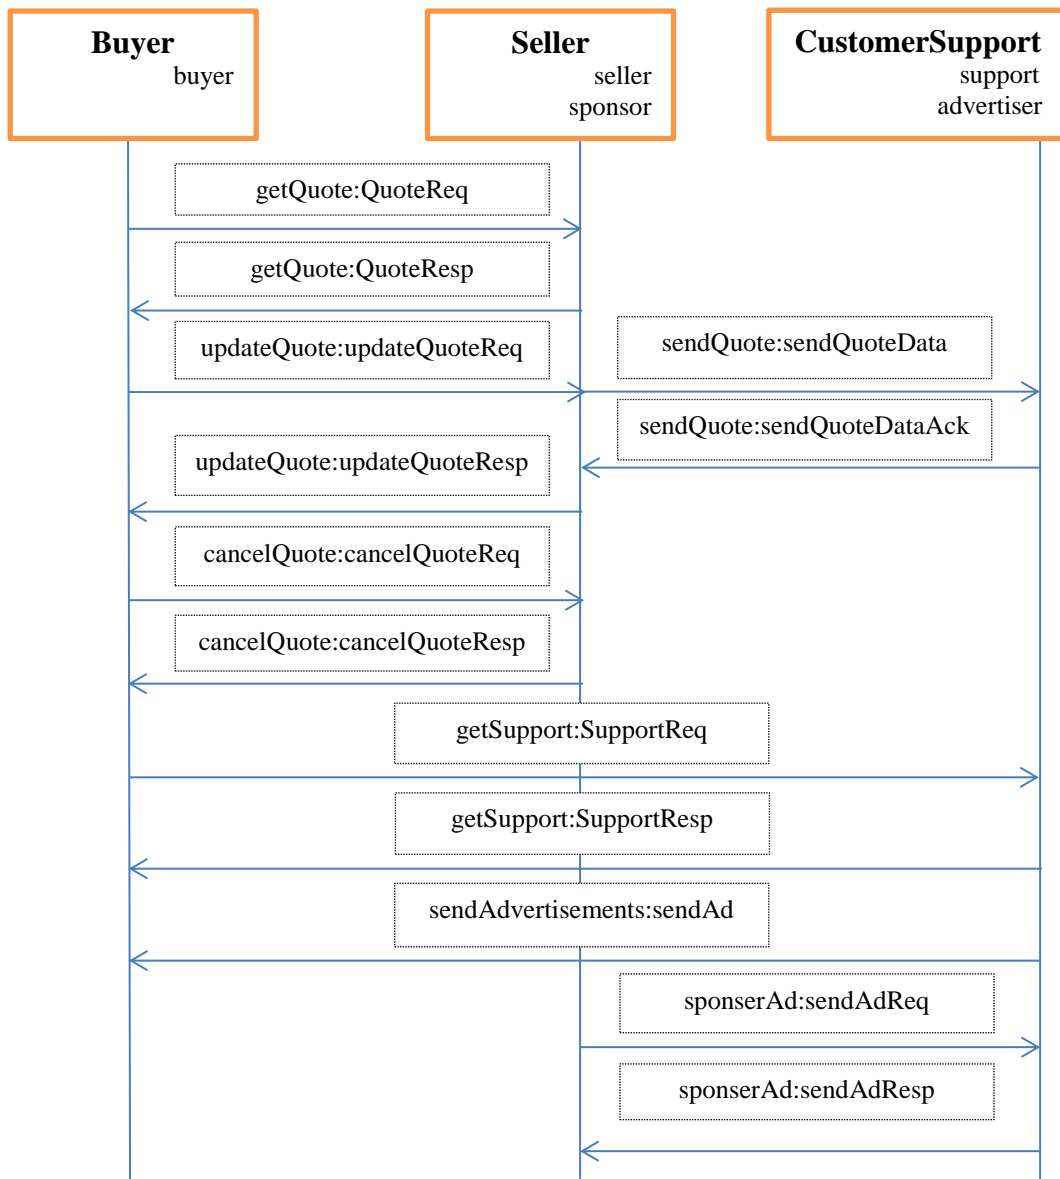 Buyer
buyer
Seller
seller
sponsor
CustomerSupport
support
advertiser
getQuote:QuoteReq
getQuote:QuoteResp
updateQuote:updateQuoteReq
sendQuote:sendQuoteData
sendQuote:sendQuoteDataAck
updateQuote:updateQuoteResp
cancelQuote:cancelQuoteReq
cancelQuote:cancelQuoteResp
getSupport:SupportReq
getSupport:SupportResp
sendAdvertisements:sendAd
sponserAd:sendAdReq
sponserAd:sendAdResp